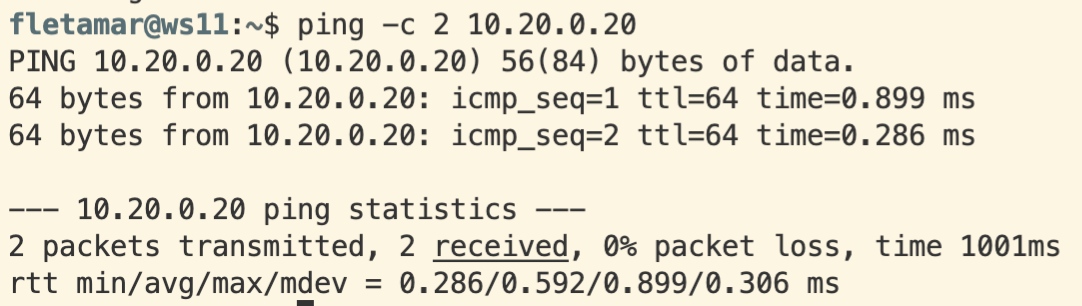 fletamar@ws11:~$ ping -c 2 10.20.0.20
PING 10.20.0.20 (10.20.0.20) 56(84) bytes of data.
64 bytes from 10.20.0.20: icmp_seq=1 ttl=64 time=0.899 ms
64 bytes from 10.20.0.20: icmp_seq=2 ttl=64 time=0.286 ms

--- 10.20.0.20 ping statistics ---
2 packets transmitted, 2 received, 0% packet loss, time 1001ms
rtt min/avg/max/mdev = 0.286/0.592/0.899/0.306 ms